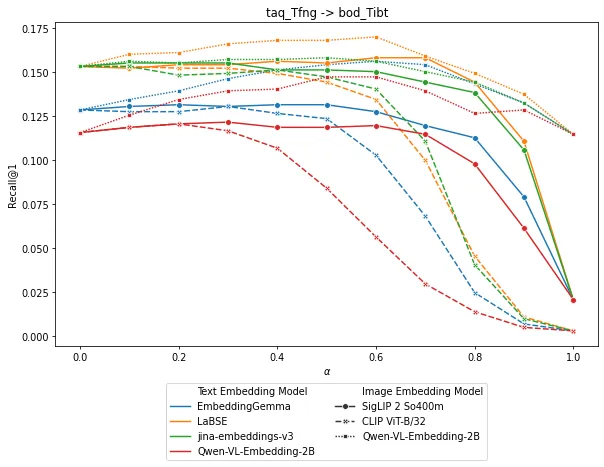 taq_Tfng -> bod_Tibt
0.175
0.150
0.125
0.100
0.075
0.050
0.025
0.000
Recall@1
0.0 0.2 0.4 0.6 0.8 1.0
α
Text Embedding Model
EmbeddingGemma
LaBSE
jina-embeddings-v3
Qwen-VL-Embedding-2B
Image Embedding Model
SigLIP 2 So400m
CLIP ViT-B/32
Qwen-VL-Embedding-2B